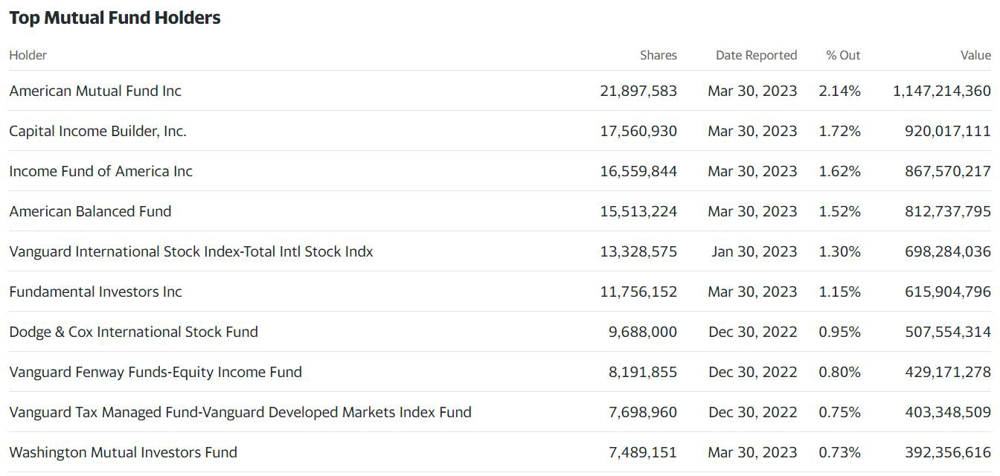 Top Mutual Fund Holders
Holder Shares Date Reported % Out Value
American Mutual Fund Inc 21,897,583 Mar 30, 2023 2.14% 1,147,214,360
Capital Income Builder, Inc. 17,560,930 Mar 30, 2023 1.72% 920,017,111
Income Fund of America Inc 16,559,844 Mar 30, 2023 1.62% 867,570,217
American Balanced Fund 15,513,224 Mar 30, 2023 1.52% 812,737,795
Vanguard International Stock Index-Total Intl Stock Indx 13,328,575 Jan 30, 2023 1.30% 698,284,036
Fundamental Investors Inc 11,756,152 Mar 30, 2023 1.15% 615,904,796
Dodge & Cox International Stock Fund 9,688,000 Dec 30, 2022 0.95% 507,554,314
Vanguard Fenway Funds-Equity Income Fund 8,191,855 Dec 30, 2022 0.80% 429,171,278
Vanguard Tax Managed Fund-Vanguard Developed Markets Index Fund 7,698,960 Dec 30, 2022 0.75% 403,348,509
Washington Mutual Investors Fund 7,489,151 Mar 30, 2023 0.73% 392,356,616